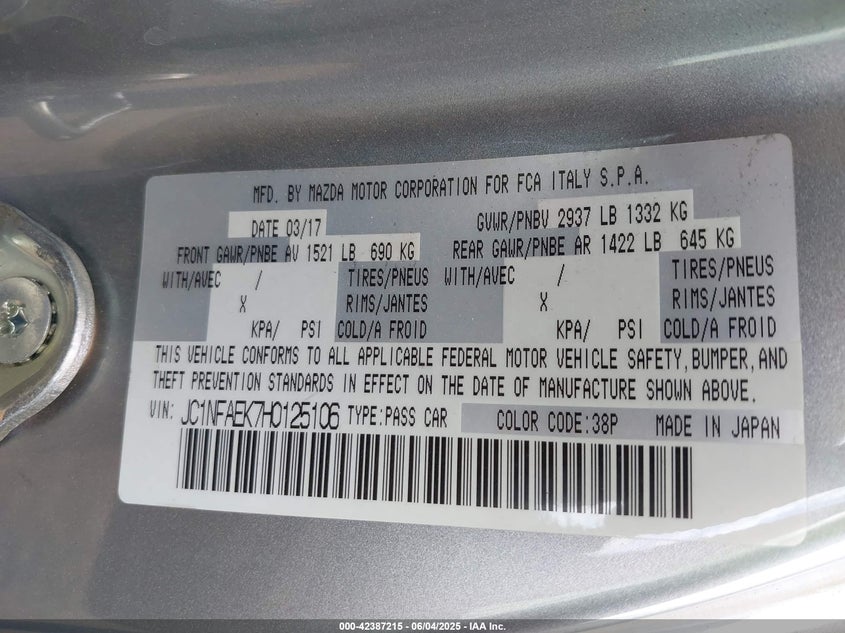 MFD. BY MAZDA MOTOR CORPORATION FOR FCA ITALY S.P.A.
DATE 03/17 GVWR/PNBV 2937 LB 1332 KG
FRONT GAWR/PNBE AV 1521 LB 690 KG REAR GAWR/PNBE AR 1422 LB 645 KG
WITH/AVEC / TIRES/PNEUS WITH/AVEC / TIRES/PNEUS
X RIMS/JANTES X RIMS/JANTES
KPA/ PSI COLD/A FROID KPA/ PSI COLD/A FROID
THIS VEHICLE CONFORMS TO ALL APPLICABLE FEDERAL MOTOR VEHICLE SAFETY, BUMPER, AND
THEFT PREVENTION STANDARDS IN EFFECT ON THE DATE OF MANUFACTURE SHOWN ABOVE.
VIN: JC1NFAEK7H0125106 TYPE:PASS CAR COLOR CODE:38P MADE IN JAPAN
000-42387215 - 06/04/2025 - IAA Inc.